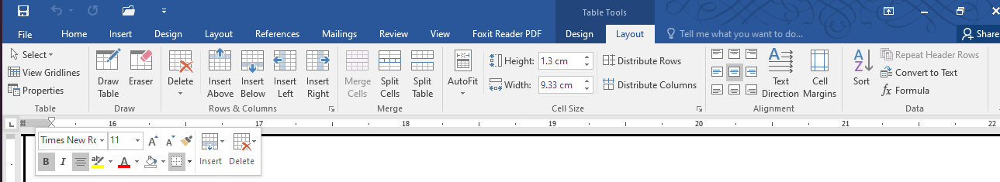 Table Tools
File Home Insert Design Layout References Mailings Review View Foxit Reader PDF Design Layout Tell me what you want to do... Share
Select
View Gridlines
Properties
Table
Draw Table
Eraser
Draw
Delete
Insert Above
Insert Below
Insert Left
Insert Right
Rows & Columns
Merge Cells
Split Cells
Split Table
Merge
AutoFit
Height: 1.3 cm
Width: 9.33 cm
Distribute Rows
Distribute Columns
Cell Size
Text Direction
Cell Margins
Alignment
Sort
Repeat Header Rows
Convert to Text
fx Formula
Data
L 16 17 18 19 20 21 22
Times New Rc 11 A A
B I ab A Insert Delete